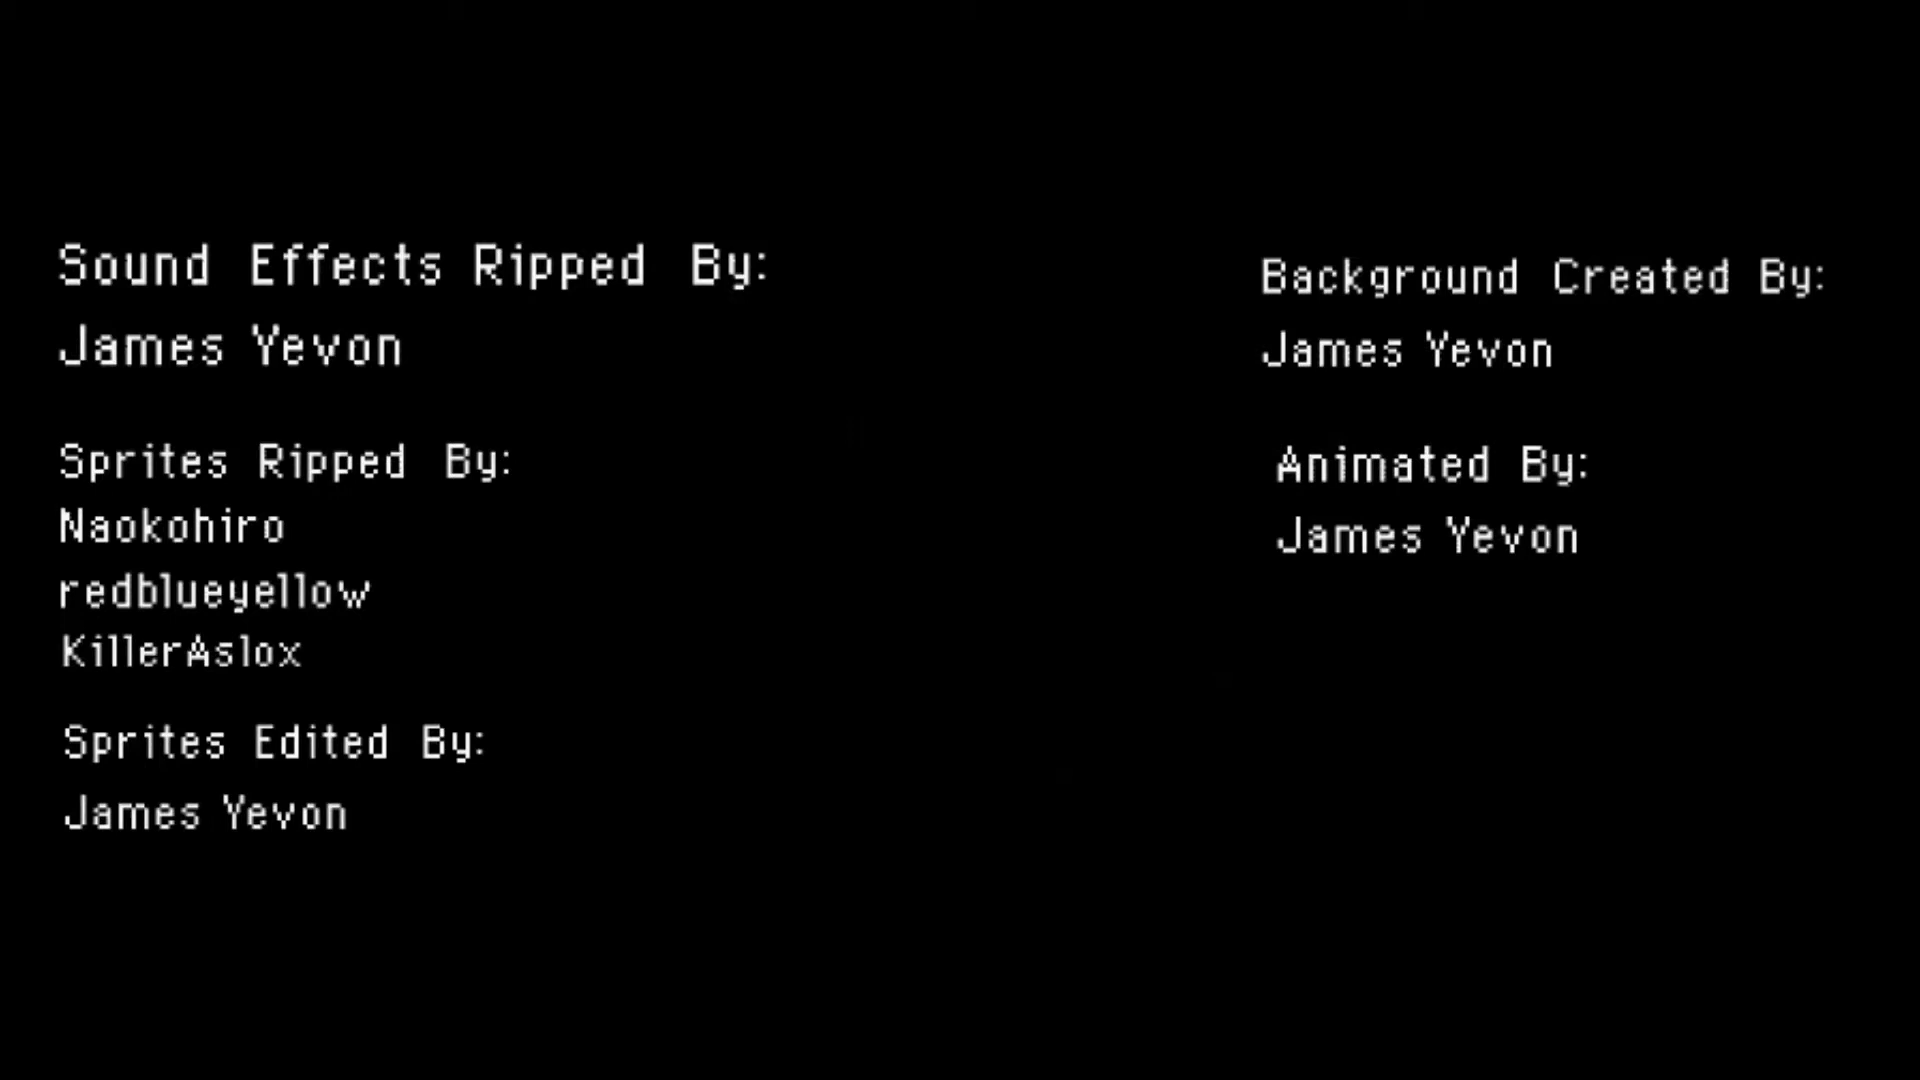 Sound Effects Ripped By:
James Yevon
Sprites Ripped By:
Naokohiro
redblueyellow
KillerAslox
Sprites Edited By:
James Yevon
Background Created By:
James Yevon
Animated By:
James Yevon